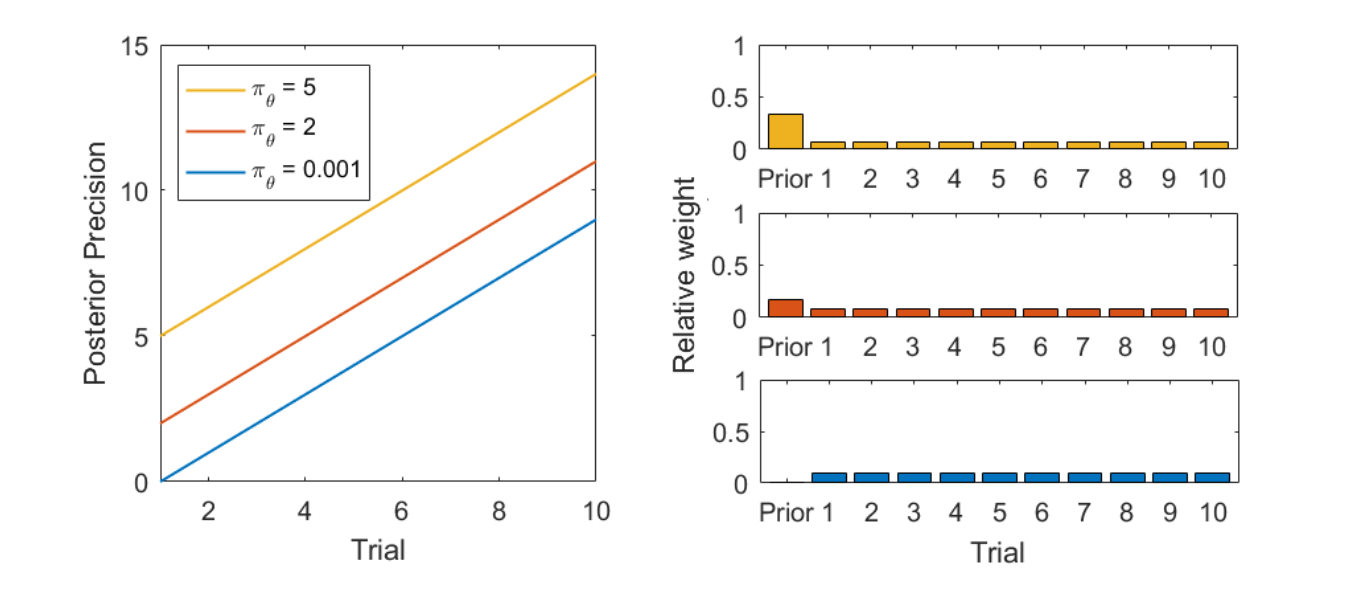 15
10
5
0
Posterior Precision
π_θ = 5
π_θ = 2
π_θ = 0.001
2 4 6 8 10
Trial
Relative weight
1
0.5
0
Prior 1 2 3 4 5 6 7 8 9 10
1
0.5
0
Prior 1 2 3 4 5 6 7 8 9 10
1
0.5
0
Prior 1 2 3 4 5 6 7 8 9 10
Trial